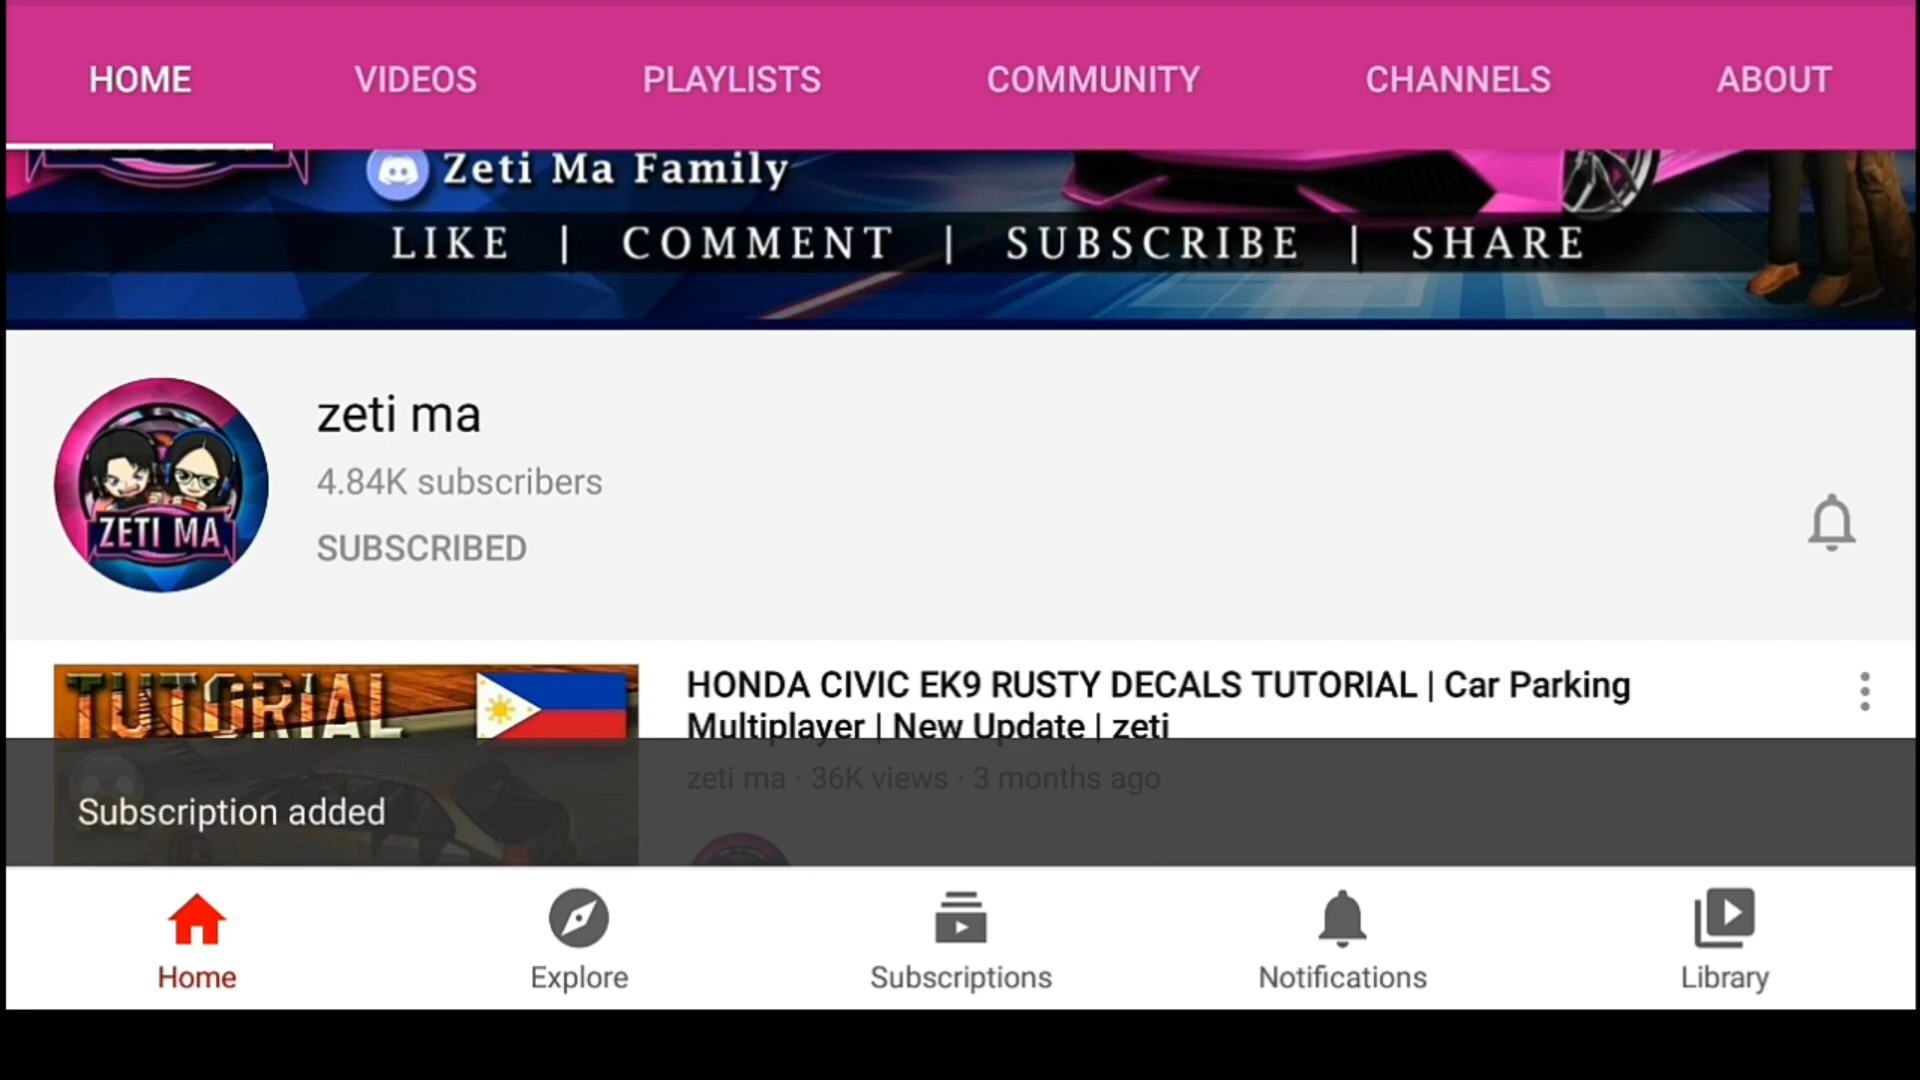 HOME VIDEOS PLAYLISTS COMMUNITY CHANNELS ABOUT
Zeti Ma Family
LIKE | COMMENT | SUBSCRIBE | SHARE
zeti ma
4.84K subscribers
SUBSCRIBED
ZETI MA
TUTORIAL
HONDA CIVIC EK9 RUSTY DECALS TUTORIAL | Car Parking
Multiplayer | New Update | zeti
zeti ma · 36K views · 3 months ago
Subscription added
Home Explore Subscriptions Notifications Library